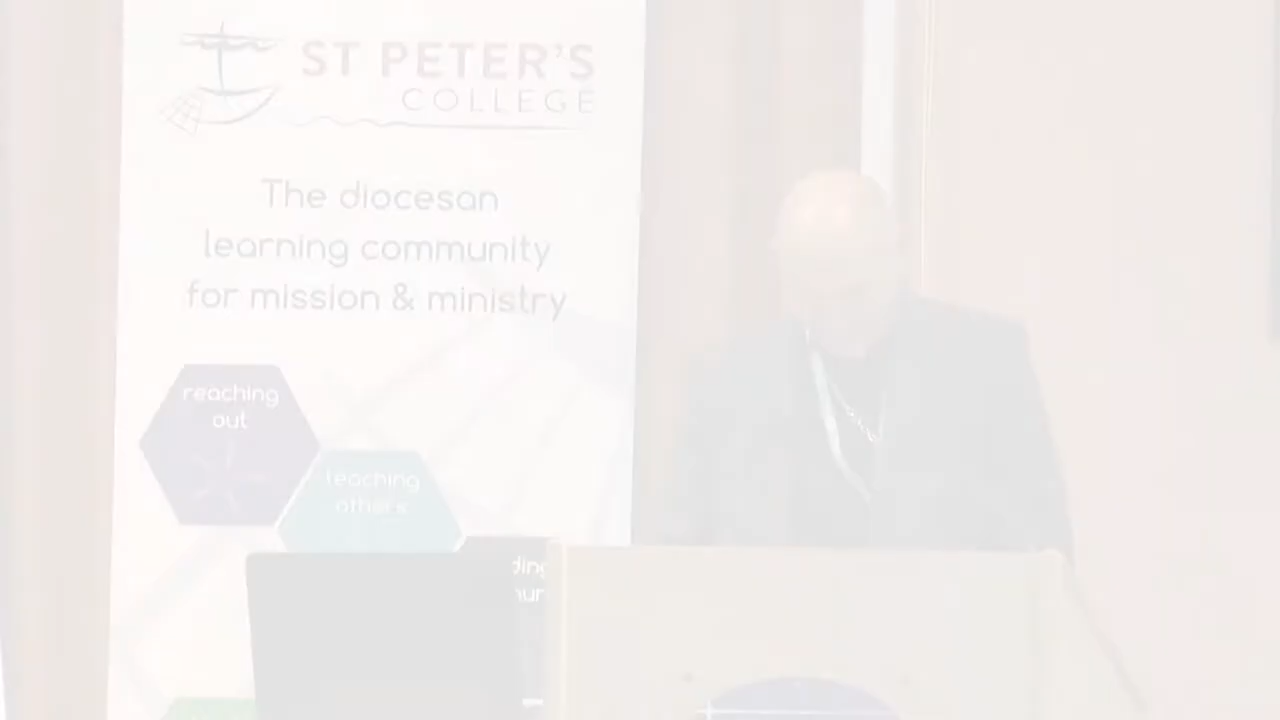 ST PETER'S
COLLEGE
The diocesan
learning community
for mission & ministry
reaching
out
teaching
others